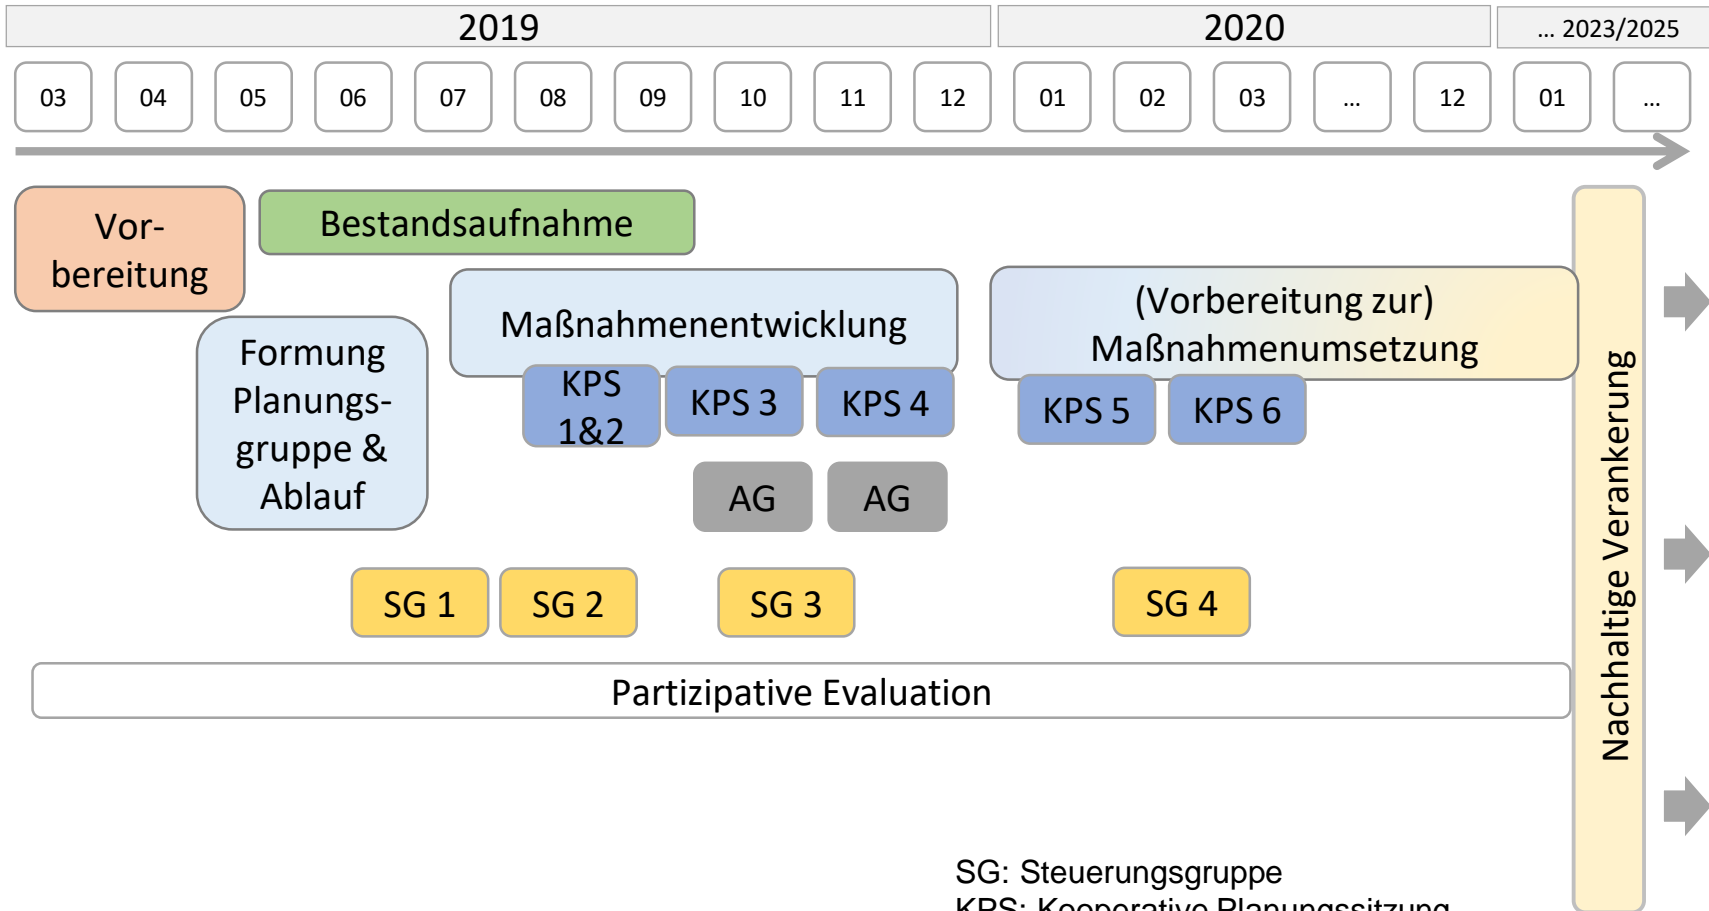 2019
2020
... 2023/2025
03
04
05
06
07
08
09
10
11
12
01
02
03
...
12
01
...
Vor-
bereitung
Bestandsaufnahme
Formung
Planungs-
gruppe &
Ablauf
Maßnahmenentwicklung
(Vorbereitung zur)
Maßnahmenumsetzung
KPS
1&2
KPS 3
KPS 4
KPS 5
KPS 6
AG
AG
SG 1
SG 2
SG 3
SG 4
Partizipative Evaluation
Nachhaltige Verankerung
SG: Steuerungsgruppe
KPS: Kooperative Planungssitzung